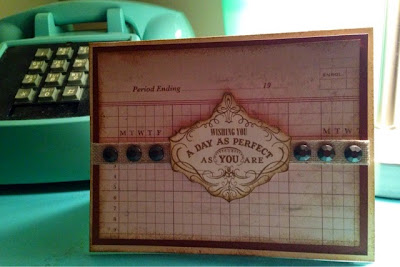 Period Ending 19
WISHING YOU
M T W T F
M T W T
A DAY AS PERFECT
AS YOU ARE